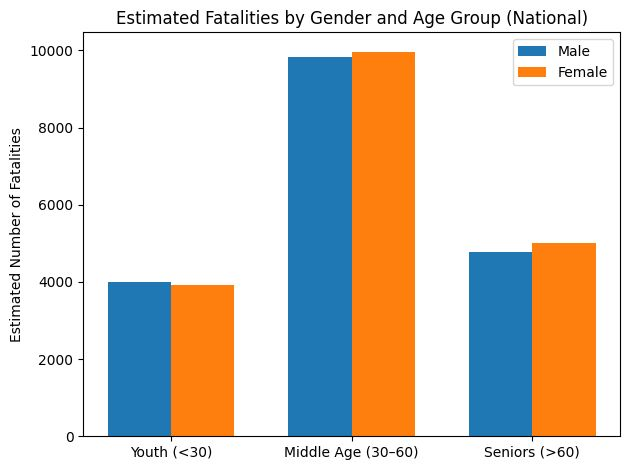 Estimated Fatalities by Gender and Age Group (National)
Male
Female
Estimated Number of Fatalities
10000
8000
6000
4000
2000
0
Youth (<30)
Middle Age (30–60)
Seniors (>60)